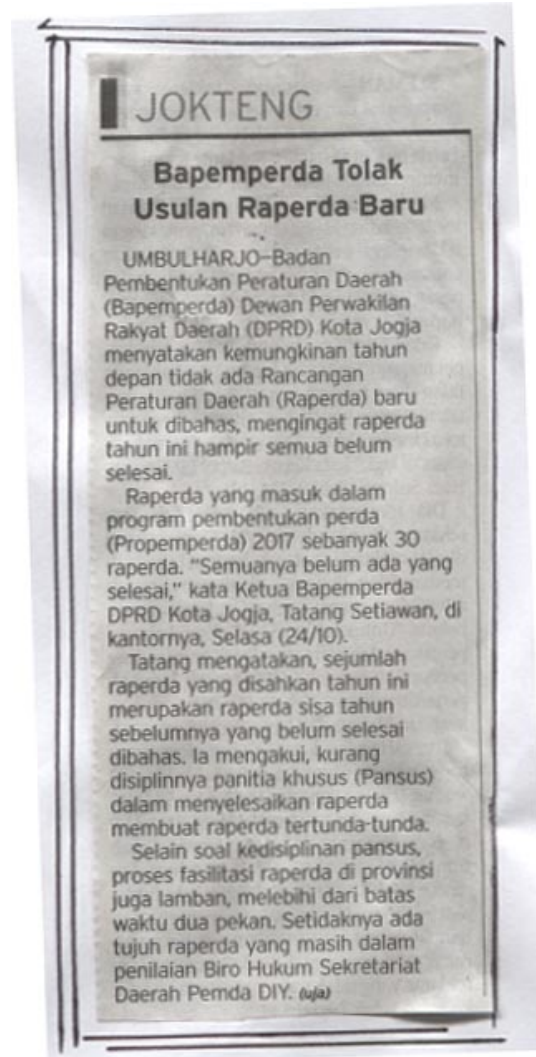 JOKTENG
Bapemperda Tolak
Usulan Raperda Baru
UMBULHARJO–Badan
Pembentukan Peraturan Daerah
(Bapemperda) Dewan Perwakilan
Rakyat Daerah (DPRD) Kota Jogja
menyatakan kemungkinan tahun
depan tidak ada Rancangan
Peraturan Daerah (Raperda) baru
untuk dibahas, mengingat raperda
tahun ini hampir semua belum
selesai.
Raperda yang masuk dalam
program pembentukan perda
(Propemperda) 2017 sebanyak 30
raperda. "Semuanya belum ada yang
selesai," kata Ketua Bapemperda
DPRD Kota Jogja, Tatang Setiawan, di
kantornya, Selasa (24/10).
Tatang mengatakan, sejumlah
raperda yang disahkan tahun ini
merupakan raperda sisa tahun
sebelumnya yang belum selesai
dibahas. Ia mengakui, kurang
disiplinnya panitia khusus (Pansus)
dalam menyelesaikan raperda
membuat raperda tertunda-tunda.
Selain soal kedisiplinan pansus,
proses fasilitasi raperda di provinsi
juga lamban, melebihi dari batas
waktu dua pekan. Setidaknya ada
tujuh raperda yang masih dalam
penilaian Biro Hukum Sekretariat
Daerah Pemda DIY. (uja)